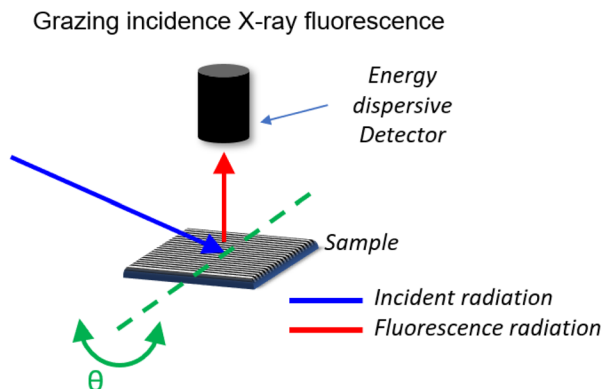 Grazing incidence X-ray fluorescence
Energy
dispersive
Detector
Sample
Incident radiation
Fluorescence radiation
θ